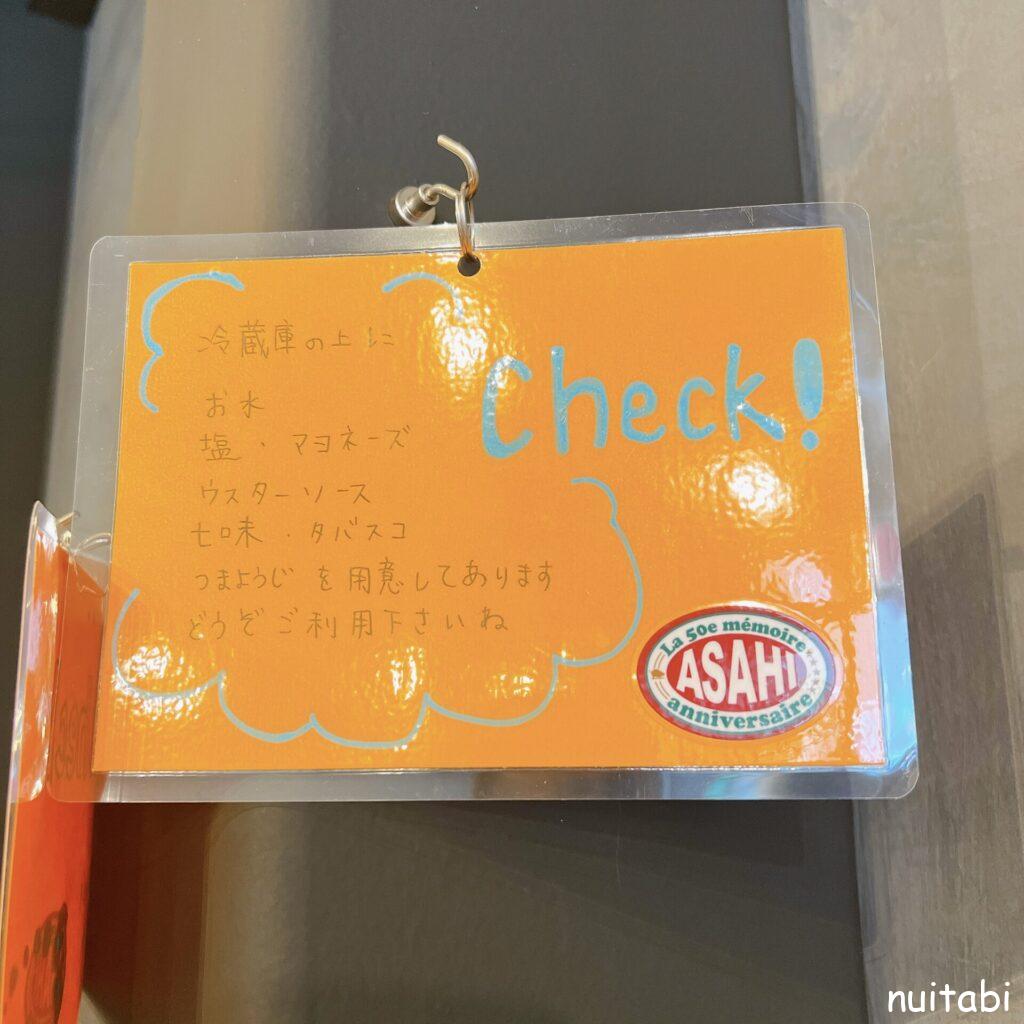 冷蔵庫の上に
お水
塩・マヨネーズ
ウスターソース
七口味・タバスコ
つまようじ を用意してあります
どうぞご利用下さいね
Check!
La 50e mémoire
ASAHI
anniversaire
nuitabi